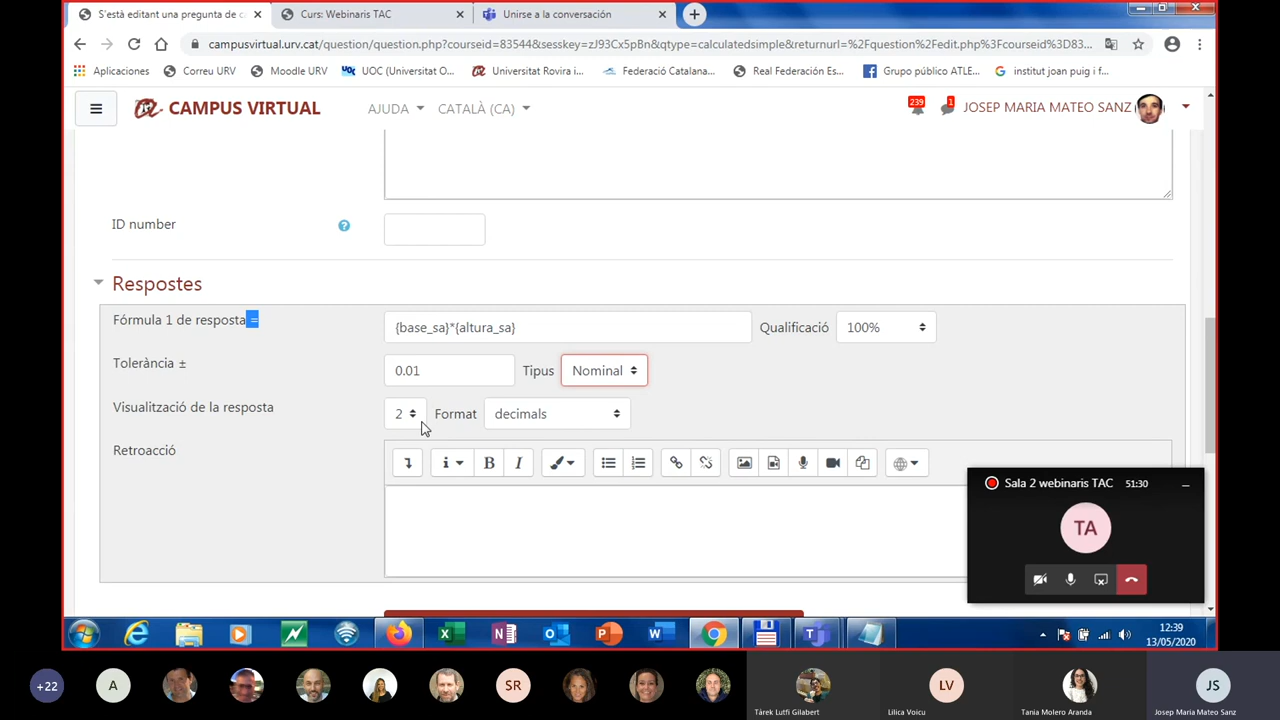 S'està editant una pregunta de c
Curs: Webinaris TAC
Unirse a la conversación
campusvirtual.urv.cat/question/question.php?courseid=83544&sesskey=zJ93Cx5pBn&qtype=calculatedsimple&returnurl=%2Fquestion%2Fedit.php%3Fcourseid%3D83...
Aplicaciones
Correu URV
Moodle URV
UOC (Universitat O...
Universitat Rovira i...
Federació Catalana...
Real Federación Es...
Grupo público ATLE...
institut joan puig i f...
CAMPUS VIRTUAL
AJUDA
CATALÀ (CA)
239
1
JOSEP MARIA MATEO SANZ
ID number
Respostes
Fórmula 1 de resposta =
{base_sa}*{altura_sa}
Qualificació
100%
Tolerància ±
0.01
Tipus
Nominal
Visualització de la resposta
2
Format
decimals
Retroacció
B
I
Sala 2 webinaris TAC
51:30
TA
12:39
13/05/2020
+22
A
SR
LV
JS
Tàrek Lutfi Gilabert
Lilica Voicu
Tania Molero Aranda
Josep Maria Mateo Sanz